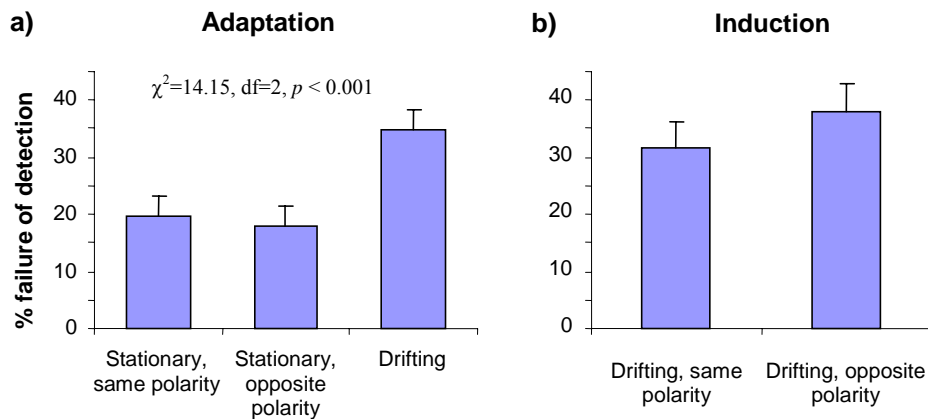 a) Adaptation
χ²=14.15, df=2, p < 0.001
% failure of detection
40
30
20
10
0
Stationary, same polarity
Stationary, opposite polarity
Drifting
b) Induction
40
30
20
10
0
Drifting, same polarity
Drifting, opposite polarity